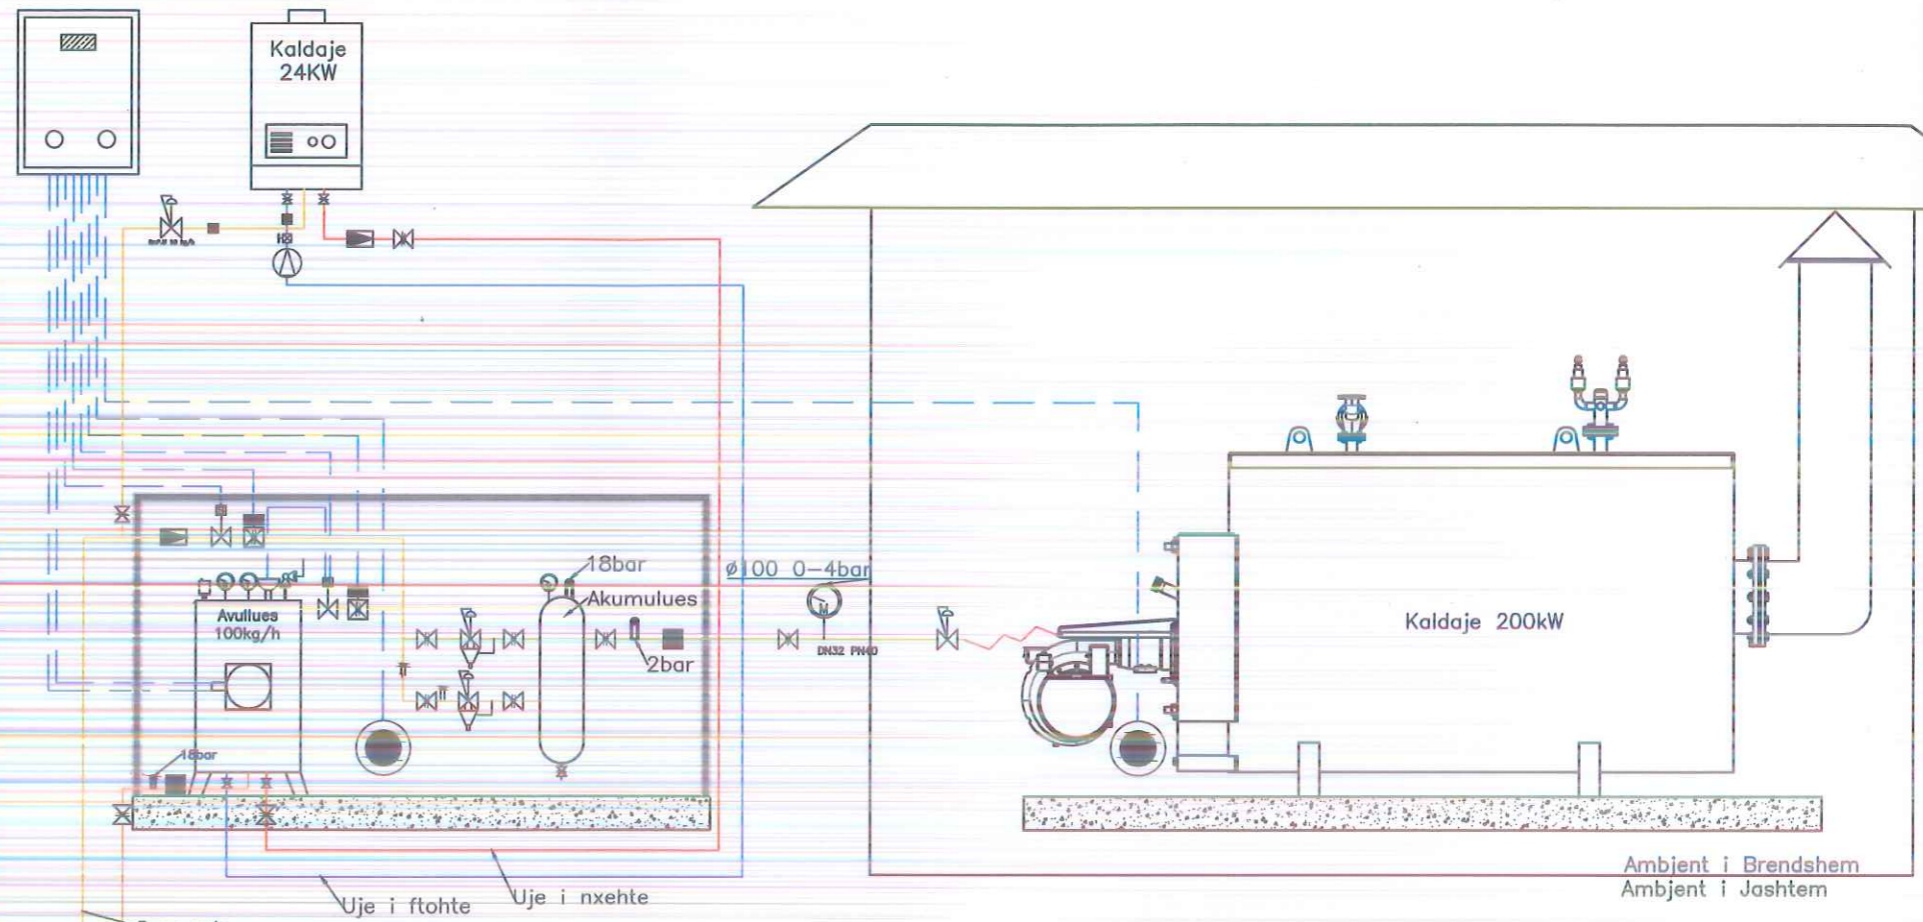 Kaldaje
24KW
18bar
Ø100 0-4bar
Akumulues
Avullues
100kg/h
Kaldaje 200kW
DN32 PN40
2bar
18bar
Ambjent i Brendshem
Ambjent i Jashtem
Uje i nxehte
Uje i ftohte